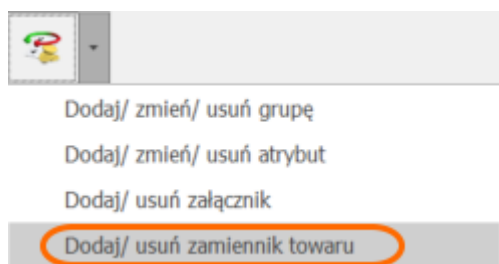 Dodaj/ zmień/ usuń grupę
Dodaj/ zmień/ usuń atrybut
Dodaj/ usuń załącznik
Dodaj/ usuń zamiennik towaru